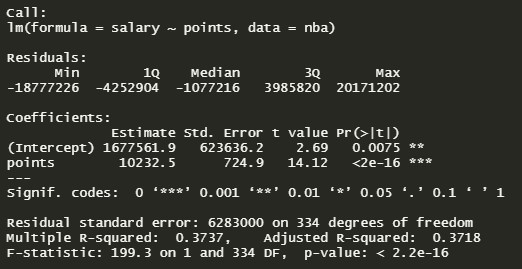 Call:
lm(formula = salary ~ points, data = nba)
Residuals:
Min 1Q Median 3Q Max
-18777226 -4252904 -1077216 3985820 20171202
Coefficients:
Estimate Std. Error t value Pr(>|t|)
(Intercept) 1677561.9 623636.2 2.69 0.0075 **
points 10232.5 724.9 14.12 <2e-16 ***
---
Signif. codes: 0 ‘***’ 0.001 ‘**’ 0.01 ‘*’ 0.05 ‘.’ 0.1 ‘ ’ 1
Residual standard error: 6283000 on 334 degrees of freedom
Multiple R-squared: 0.3737, Adjusted R-squared: 0.3718
F-statistic: 199.3 on 1 and 334 DF, p-value: < 2.2e-16